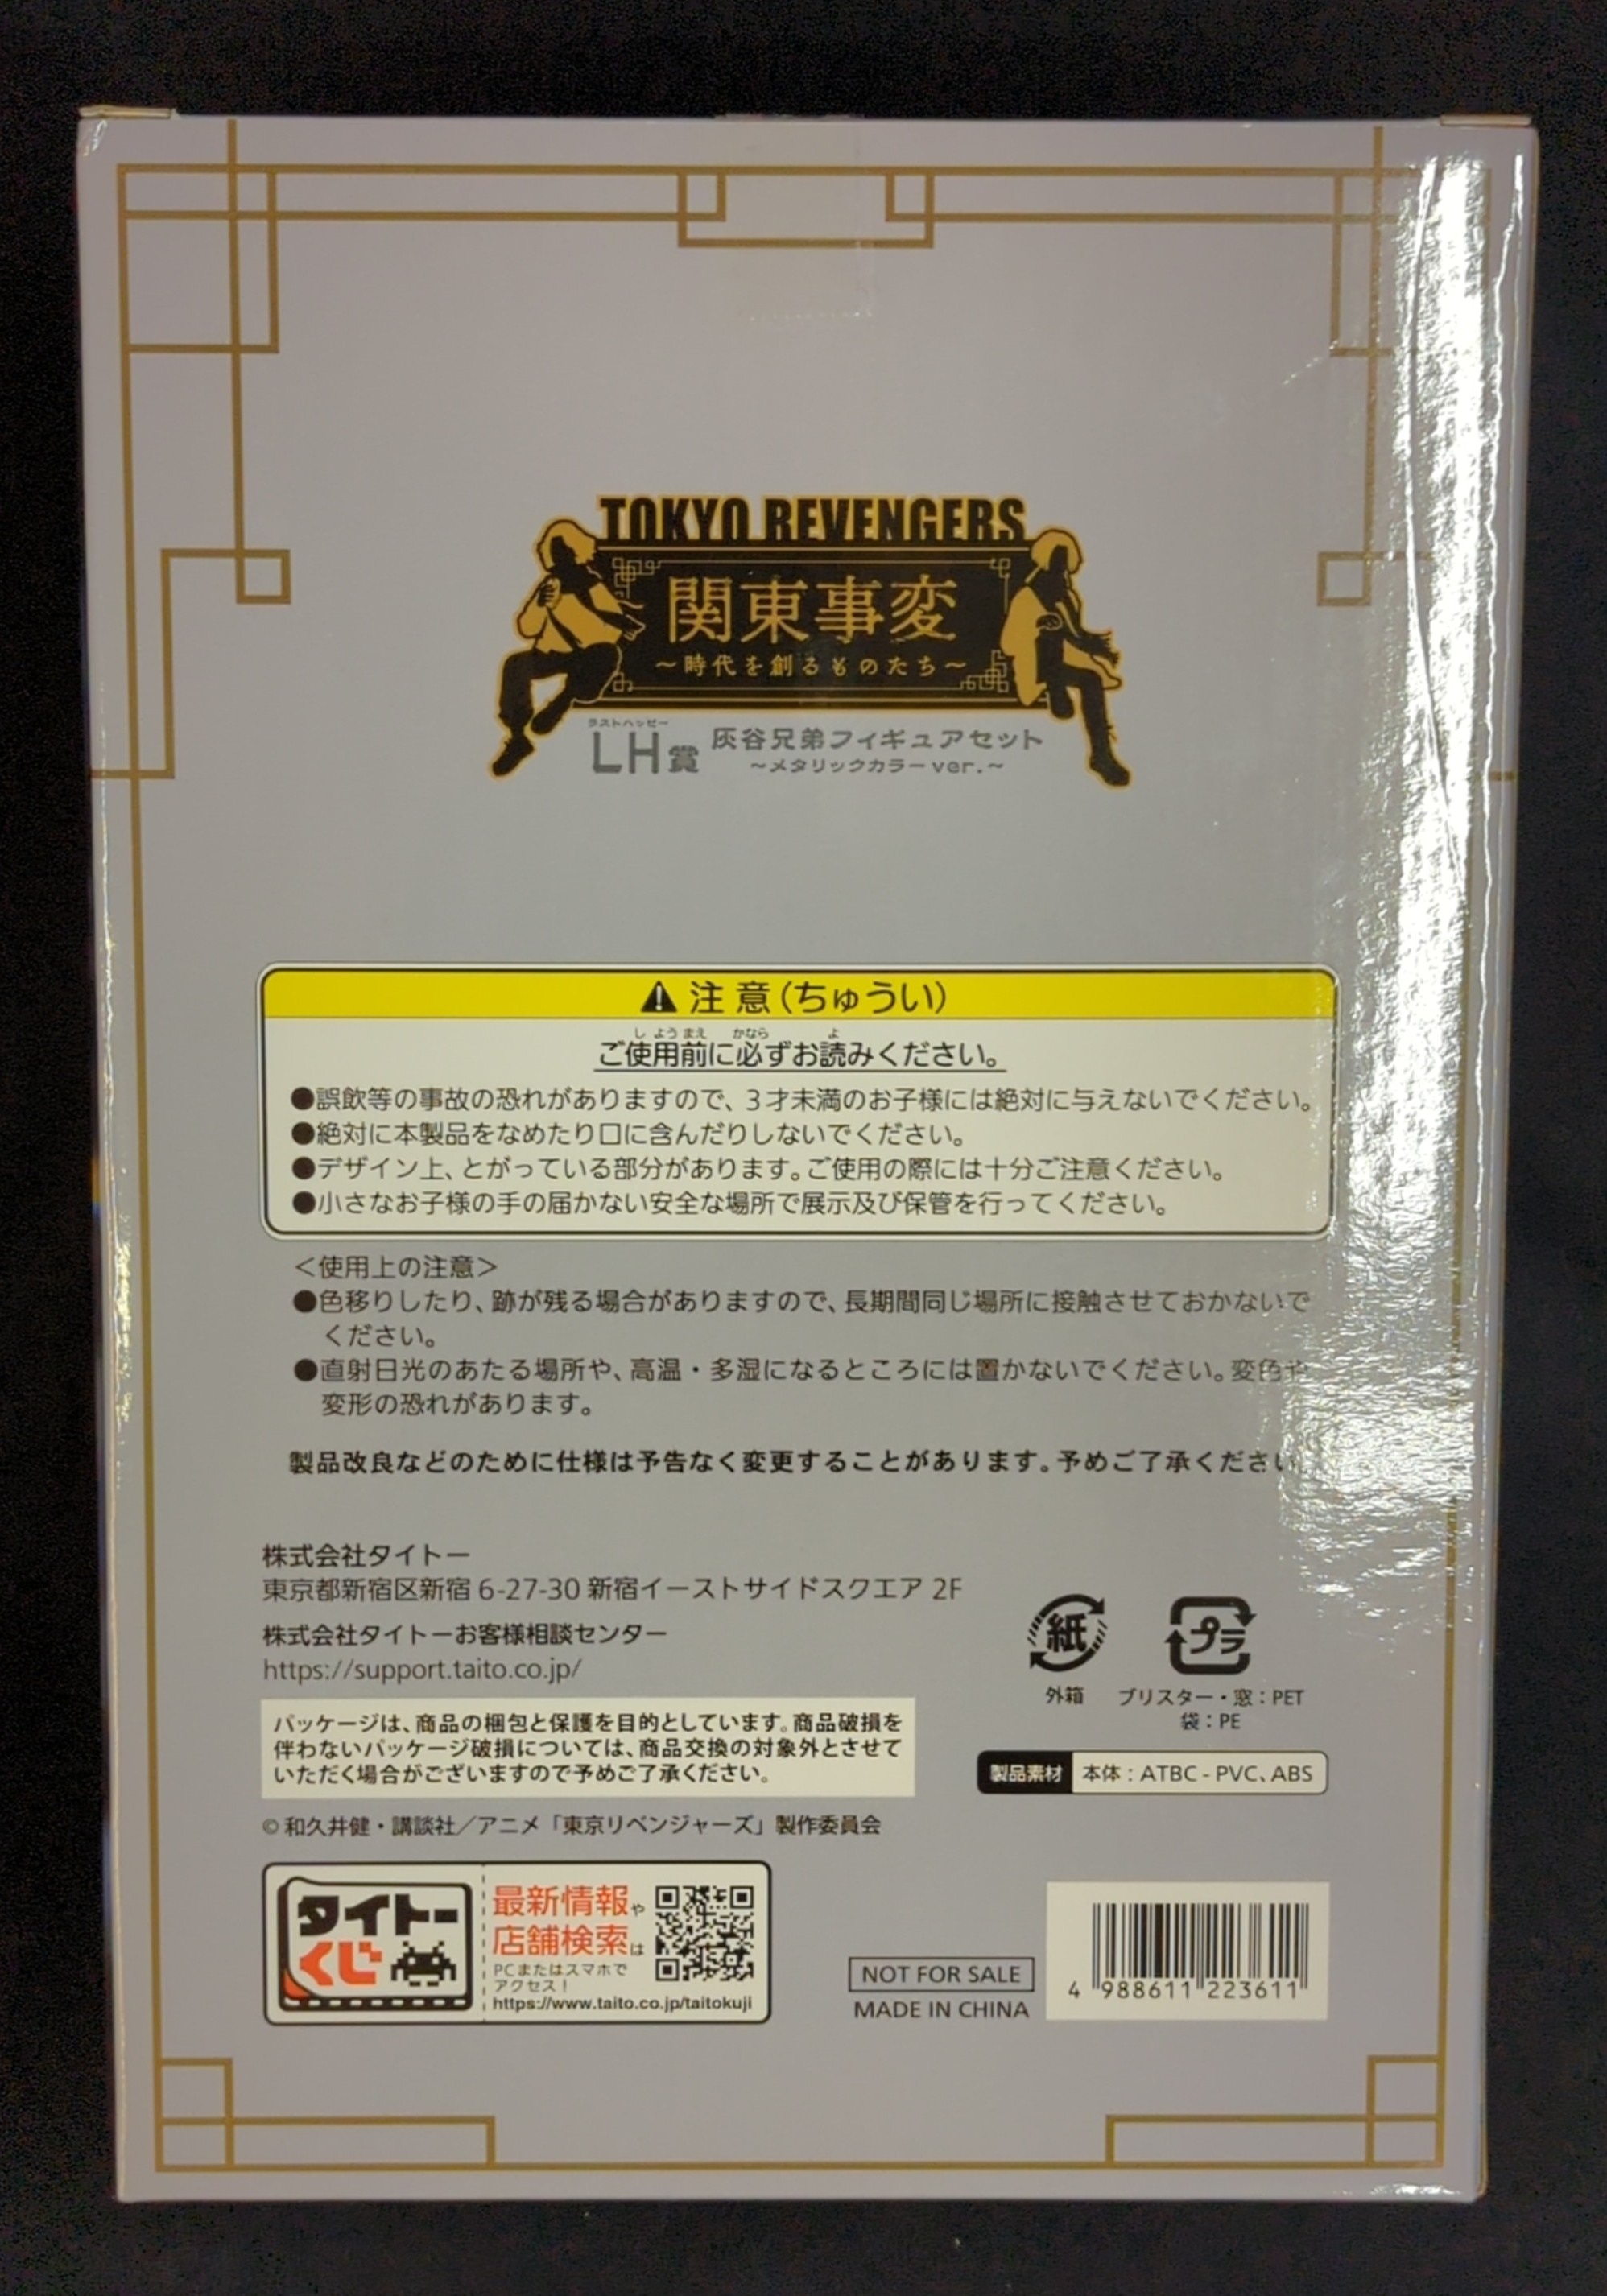 TOKYO REVENGERS
関東事変
～時代を創るものたち～
ラストハッピー
LH賞 灰谷兄弟フィギュアセット
～メタリックカラーver.～
注 意（ちゅうい）
しようまえ かなら よ
ご使用前に必ずお読みください。
●誤飲等の事故の恐れがありますので、3才未満のお子様には絶対に与えないでください。
●絶対に本製品をなめたり口に含んだりしないでください。
●デザイン上、とがっている部分があります。ご使用の際には十分ご注意ください。
●小さなお子様の手の届かない安全な場所で展示及び保管を行ってください。
＜使用上の注意＞
●色移りしたり、跡が残る場合がありますので、長期間同じ場所に接触させておかないで
ください。
●直射日光のあたる場所や、高温・多湿になるところには置かないでください。変色や
変形の恐れがあります。
製品改良などのために仕様は予告なく変更することがあります。予めご了承ください
株式会社タイトー
東京都新宿区新宿 6-27-30 新宿イーストサイドスクエア 2F
株式会社タイトーお客様相談センター
https://support.taito.co.jp/
紙
外箱
プラ
ブリスター・窓：PET
袋：PE
パッケージは、商品の梱包と保護を目的としています。商品破損を
伴わないパッケージ破損については、商品交換の対象外とさせて
いただく場合がございますので予めご了承ください。
製品素材 本体：ATBC-PVC、ABS
©和久井健・講談社／アニメ「東京リベンジャーズ」製作委員会
タイトー
くじ
最新情報や
店舗検索は
PCまたはスマホで
アクセス！
https://www.taito.co.jp/taitokuji
NOT FOR SALE
MADE IN CHINA
4 988611 223611